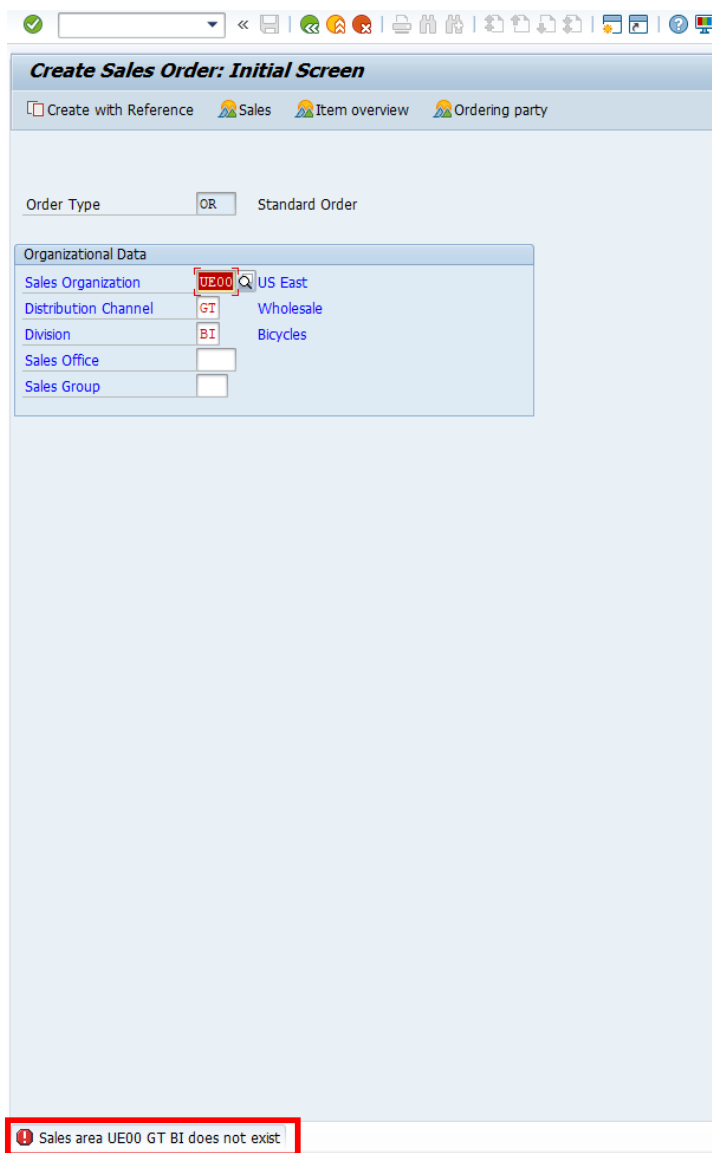 Create Sales Order: Initial Screen
Create with Reference Sales Item overview Ordering party
Order Type OR Standard Order
Organizational Data
Sales Organization UE00 US East
Distribution Channel GT Wholesale
Division BI Bicycles
Sales Office
Sales Group
Sales area UE00 GT BI does not exist